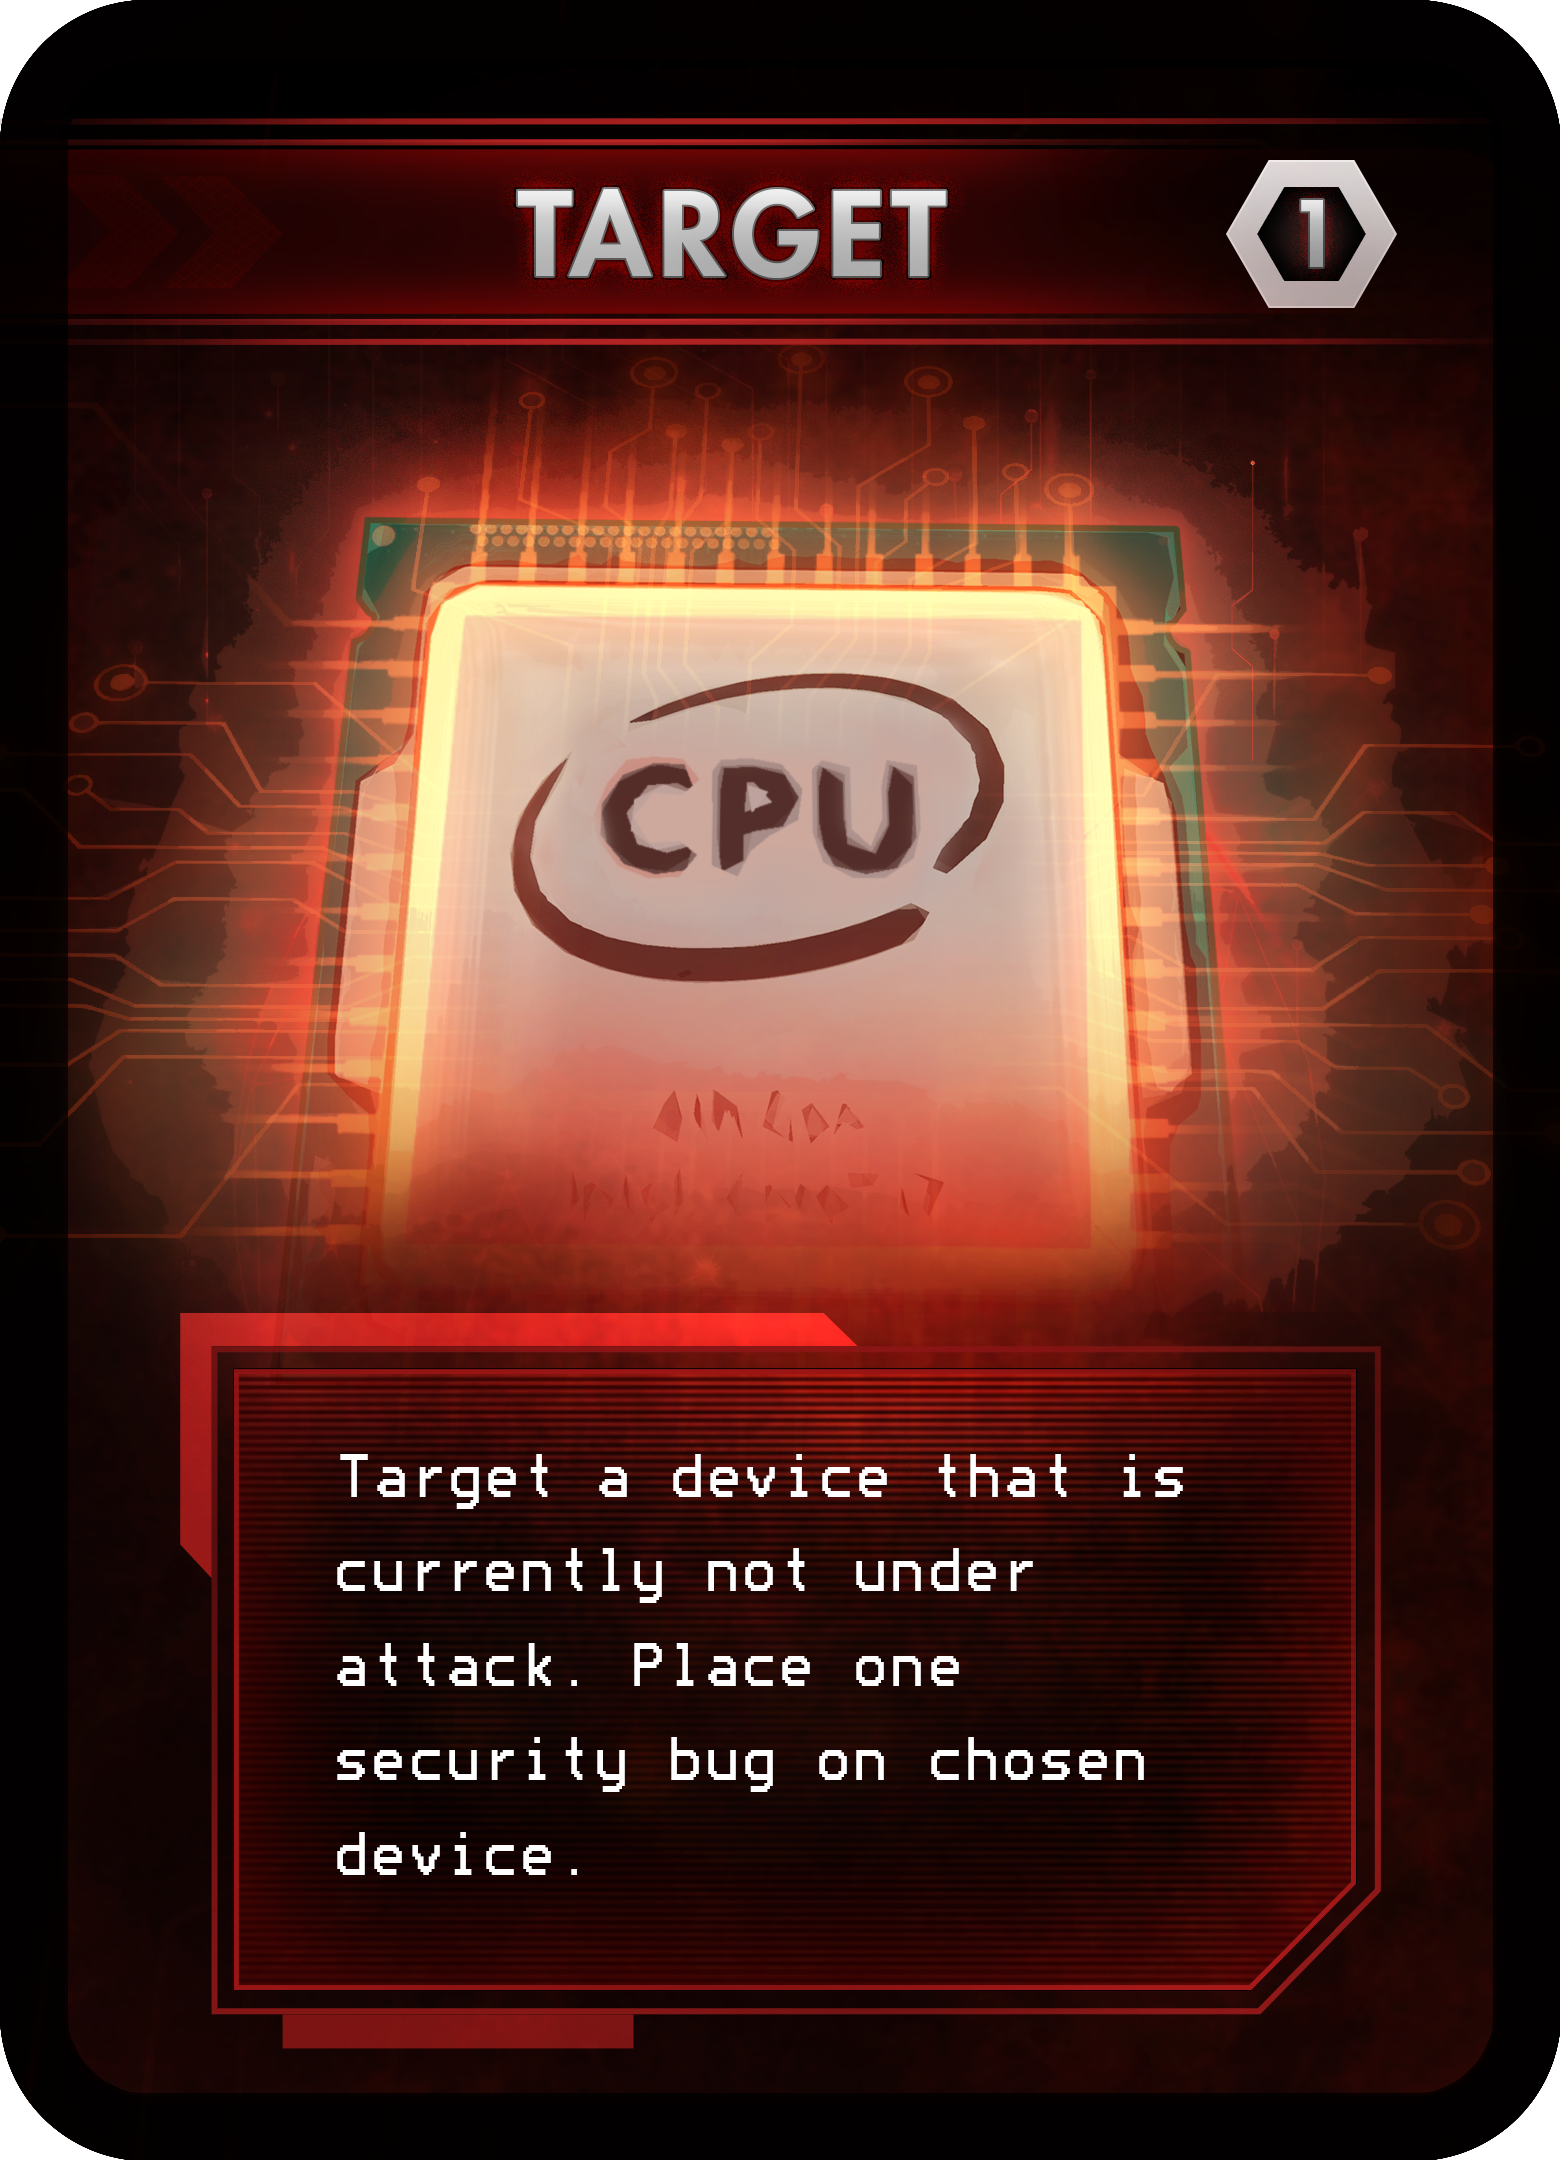 TARGET
1
CPU
Target a device that is
currently not under
attack. Place one
security bug on chosen
device.